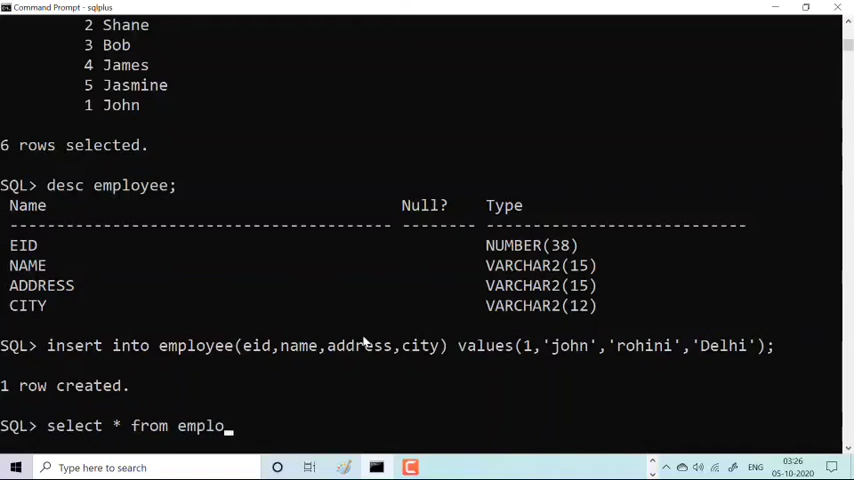 Command Prompt - sqlplus
2 Shane
3 Bob
4 James
5 Jasmine
1 John
6 rows selected.
SQL> desc employee;
Name Null? Type
----------------------------------------- -------- ----------------------------
EID NUMBER(38)
NAME VARCHAR2(15)
ADDRESS VARCHAR2(15)
CITY VARCHAR2(12)
SQL> insert into employee(eid,name,address,city) values(1,'john','rohini','Delhi');
1 row created.
SQL> select * from emplo_
Type here to search
ENG
03:26
05-10-2020